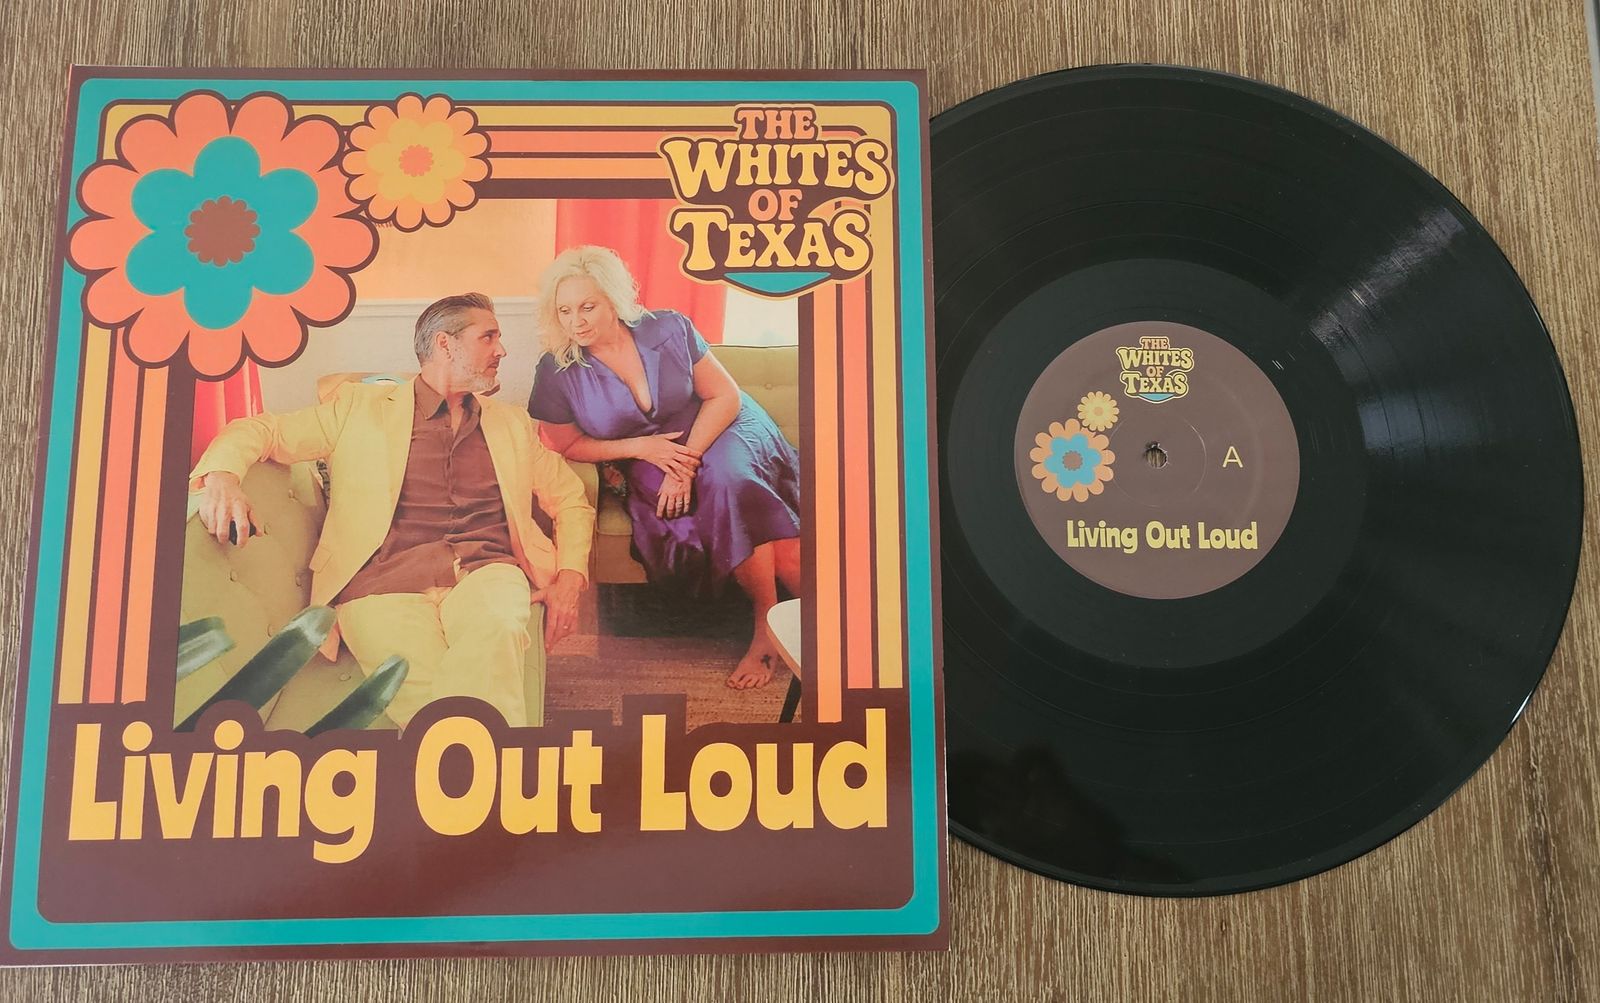 THE
WHITES
OF
TEXAS
Living Out Loud
THE
WHITES
OF
TEXAS
A
Living Out Loud